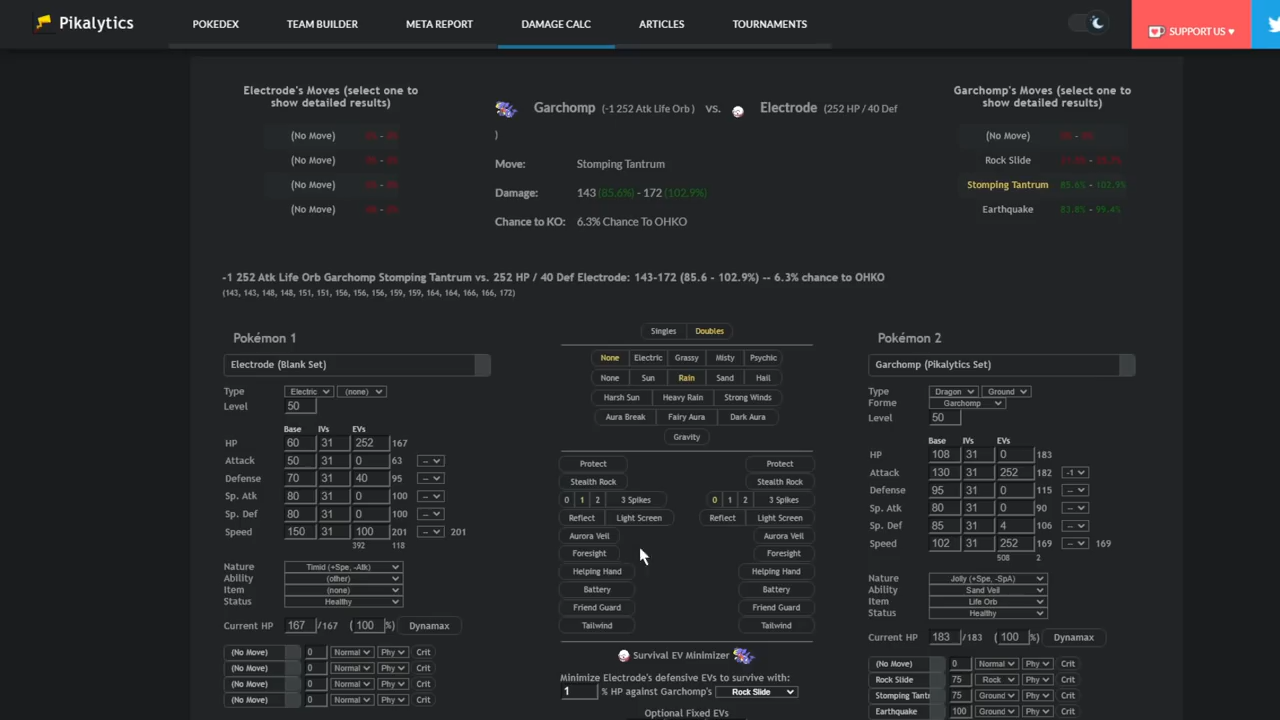 Pikalytics
POKEDEX TEAM BUILDER META REPORT DAMAGE CALC ARTICLES TOURNAMENTS SUPPORT US ♥
Electrode's Moves (select one to
show detailed results)
(No Move)
(No Move)
(No Move)
(No Move)
Garchomp (-1 252 Atk Life Orb ) VS. Electrode (252 HP / 40 Def
)
Move: Stomping Tantrum
Damage: 143 (85.6%) - 172 (102.9%)
Chance to KO: 6.3% Chance To OHKO
Garchomp's Moves (select one to
show detailed results)
(No Move)
Rock Slide
Stomping Tantrum 85.6% - 102.9%
Earthquake 83.8% - 99.4%
-1 252 Atk Life Orb Garchomp Stomping Tantrum vs. 252 HP / 40 Def Electrode: 143-172 (85.6 - 102.9%) -- 6.3% chance to OHKO
(143, 143, 148, 148, 151, 151, 156, 156, 156, 159, 159, 164, 164, 166, 166, 172)
Pokémon 1
Electrode (Blank Set)
Type Electric (none)
Level 50
Base IVs EVs
HP 60 31 252 167
Attack 50 31 0 63 --
Defense 70 31 40 95 --
Sp. Atk 80 31 0 100 --
Sp. Def 80 31 0 100 --
Speed 150 31 100 201 -- 201
392 118
Nature Timid (+Spe, -Atk)
Ability (other)
Item (none)
Status Healthy
Current HP 167 /167 ( 100 %) Dynamax
(No Move) 0 Normal Phy Crit
(No Move) 0 Normal Phy Crit
(No Move) 0 Normal Phy Crit
(No Move) 0 Normal Phy Crit
Singles Doubles
None Electric Grassy Misty Psychic
None Sun Rain Sand Hail
Harsh Sun Heavy Rain Strong Winds
Aura Break Fairy Aura Dark Aura
Gravity
Protect Protect
Stealth Rock Stealth Rock
0 1 2 3 Spikes 0 1 2 3 Spikes
Reflect Light Screen Reflect Light Screen
Aurora Veil Aurora Veil
Foresight Foresight
Helping Hand Helping Hand
Battery Battery
Friend Guard Friend Guard
Tailwind Tailwind
Survival EV Minimizer
Minimize Electrode's defensive EVs to survive with:
1 % HP against Garchomp's Rock Slide
Optional Fixed EVs
Pokémon 2
Garchomp (Pikalytics Set)
Type Dragon Ground
Forme Garchomp
Level 50
Base IVs EVs
HP 108 31 0 183
Attack 130 31 252 182 -1
Defense 95 31 0 115 --
Sp. Atk 80 31 0 90 --
Sp. Def 85 31 4 106 --
Speed 102 31 252 169 -- 169
508 2
Nature Jolly (+Spe, -SpA)
Ability Sand Veil
Item Life Orb
Status Healthy
Current HP 183 /183 ( 100 %) Dynamax
(No Move) 0 Normal Phy Crit
Rock Slide 75 Rock Phy Crit
Stomping Tantr 75 Ground Phy Crit
Earthquake 100 Ground Phy Crit